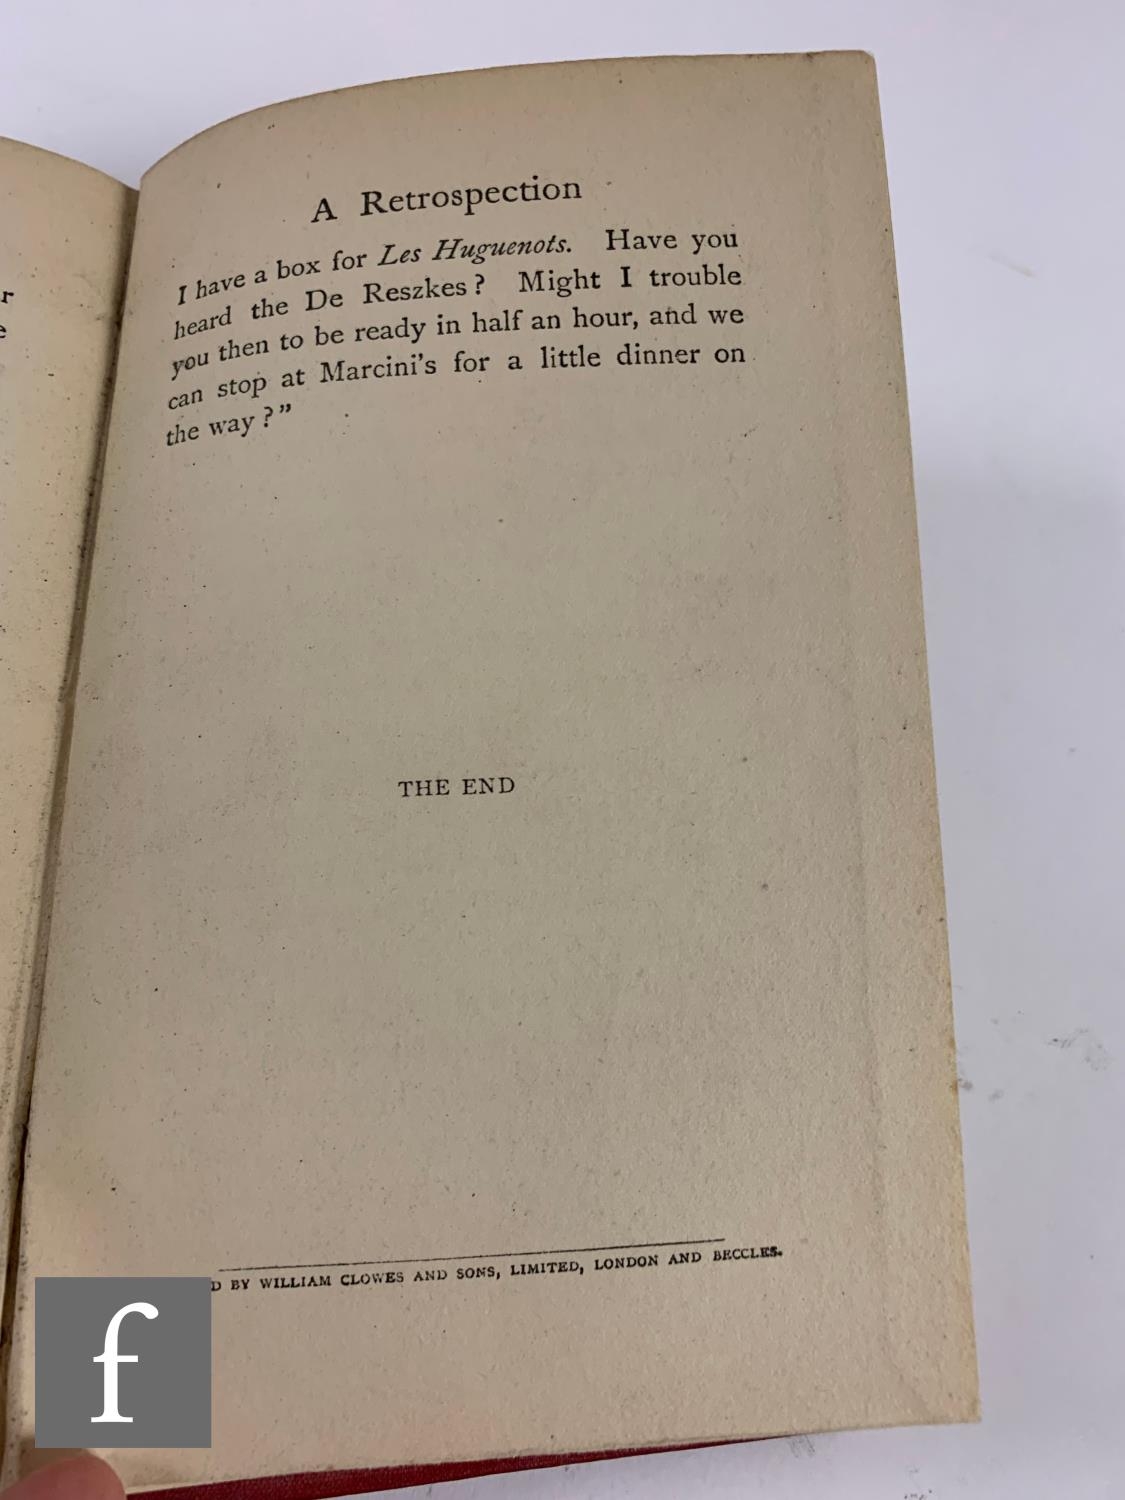 A Retrospection
I have a box for Les Huguenots. Have you
heard the De Reszkes? Might I trouble
you then to be ready in half an hour, and we
can stop at Marcini's for a little dinner on
the way?"
THE END
D BY WILLIAM CLOWES AND SONS, LIMITED, LONDON AND BECCLES.
r
e
f